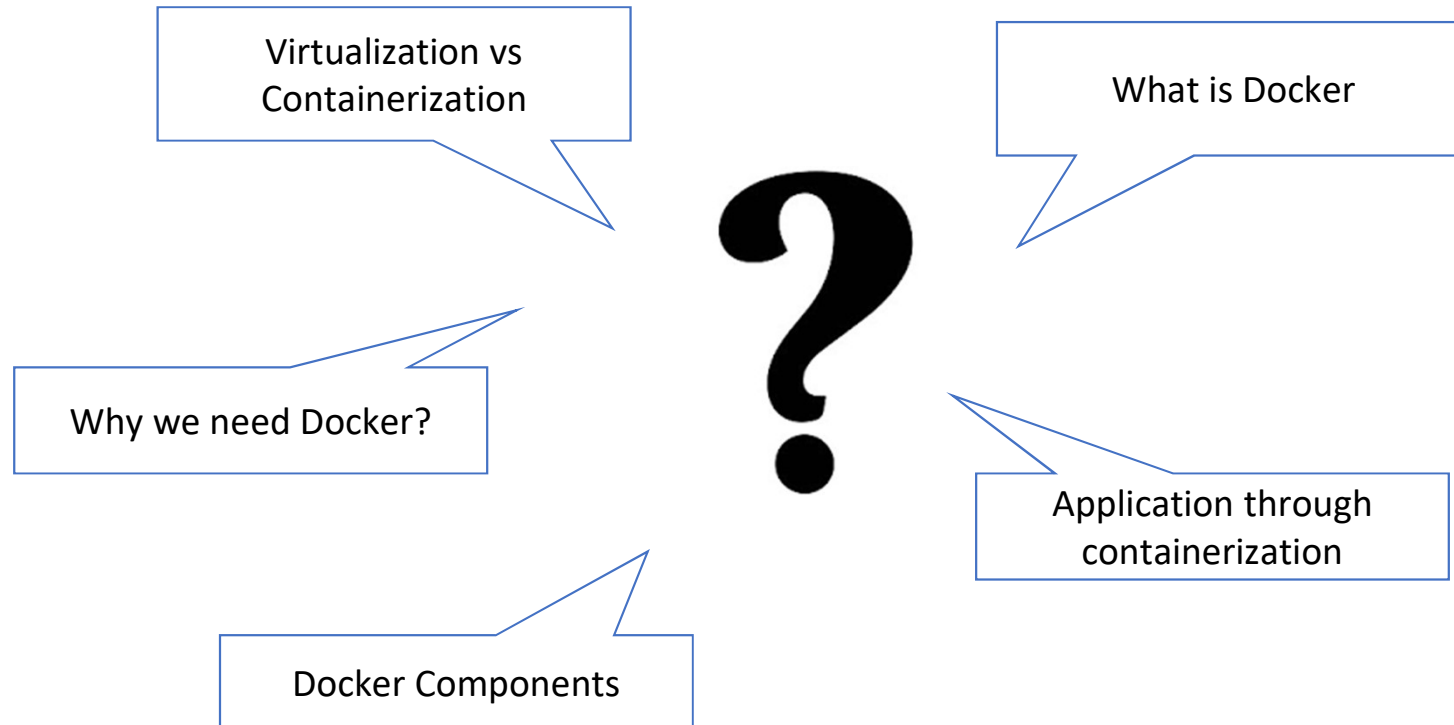 Virtualization vs
Containerization
What is Docker
?
Why we need Docker?
Application through
containerization
Docker Components